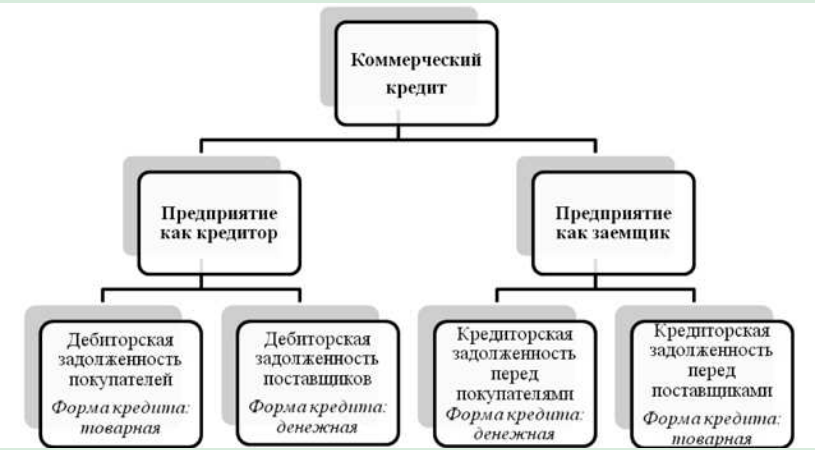 Коммерческий
кредит
Предприятие
как кредитор
Предприятие
как заемщик
Дебиторская
задолженность
покупателей
Форма кредита:
товарная
Дебиторская
задолженность
поставщиков
Форма кредита:
денежная
Кредиторская
задолженность
перед
покупателями
Форма кредита:
денежная
Кредиторская
задолженность
перед
поставщиками
Форма кредита:
товарная